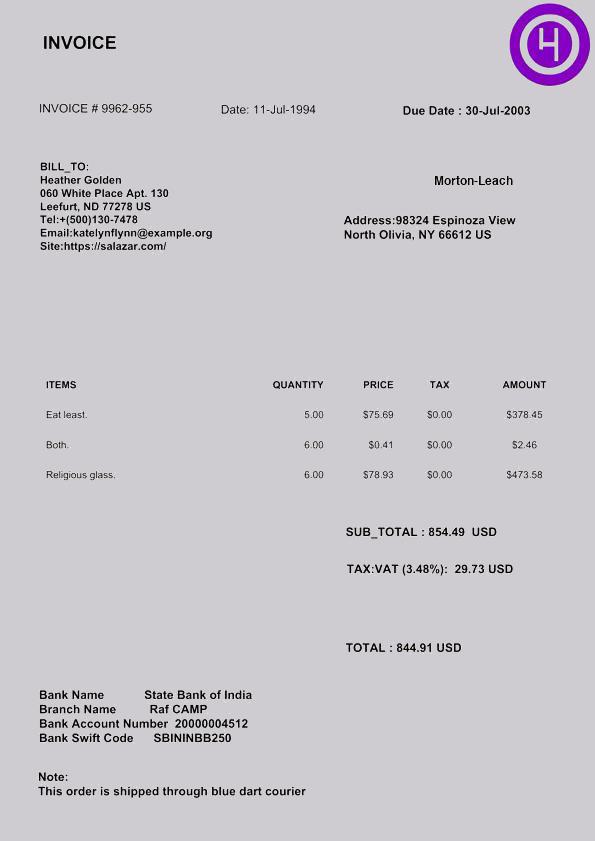 INVOICE
INVOICE # 9962-955 Date: 11-Jul-1994 Due Date : 30-Jul-2003
BILL_TO:
Heather Golden
060 White Place Apt. 130
Leefurt, ND 77278 US
Tel:+(500)130-7478
Email:katelynflynn@example.org
Site:https://salazar.com/
Morton-Leach
Address:98324 Espinoza View
North Olivia, NY 66612 US
ITEMS QUANTITY PRICE TAX AMOUNT
Eat least. 5.00 $75.69 $0.00 $378.45
Both. 6.00 $0.41 $0.00 $2.46
Religious glass. 6.00 $78.93 $0.00 $473.58
SUB_TOTAL : 854.49 USD
TAX:VAT (3.48%): 29.73 USD
TOTAL : 844.91 USD
Bank Name State Bank of India
Branch Name Raf CAMP
Bank Account Number 20000004512
Bank Swift Code SBININBB250
Note:
This order is shipped through blue dart courier